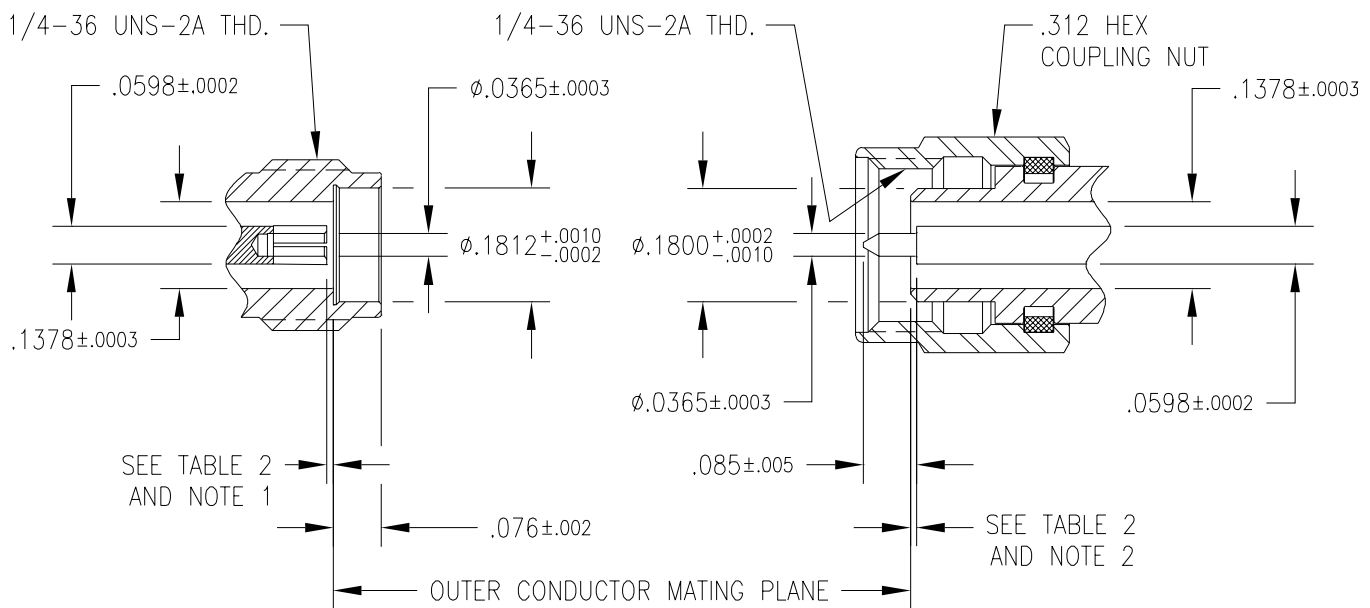 1/4-36 UNS-2A THD.
1/4-36 UNS-2A THD.
.312 HEX
COUPLING NUT
.0598±.0002
ø.0365±.0003
.1378±.0003
ø.1812+.0010
-.0002
ø.1800+.0002
-.0010
.1378±.0003
ø.0365±.0003
.0598±.0002
SEE TABLE 2
AND NOTE 1
.085±.005
.076±.002
SEE TABLE 2
AND NOTE 2
OUTER CONDUCTOR MATING PLANE